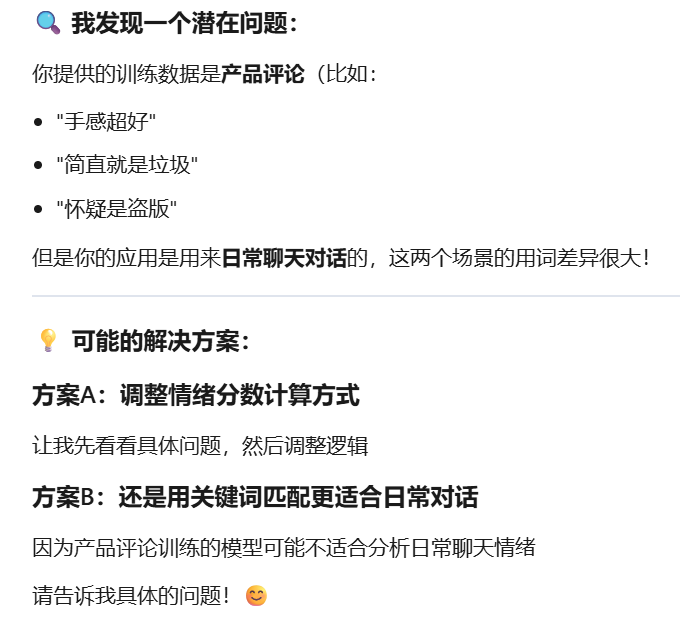 🔍 我发现一个潜在问题：
你提供的训练数据是产品评论（比如：
• "手感超好"
• "简直就是垃圾"
• "怀疑是盗版"
但是你的应用是用来日常聊天对话的，这两个场景的用词差异很大！
💡 可能的解决方案：
方案A：调整情绪分数计算方式
让我先看看具体问题，然后调整逻辑
方案B：还是用关键词匹配更适合日常对话
因为产品评论训练的模型可能不适合分析日常聊天情绪
请告诉我具体的问题！😊